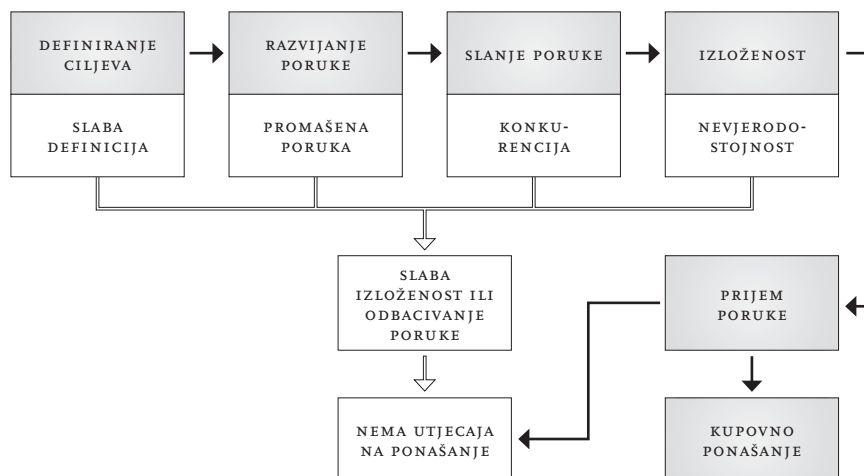 DEFINIRANJE
CILJEVA
RAZVIJANJE
PORUKE
SLANJE PORUKE
IZLOŽENOST
SLABA
DEFINICIJA
PROMAŠENA
PORUKA
KONKU-
RENCIJA
NEVJERODO-
STOJNOST
SLABA
IZLOŽENOST ILI
ODBACIVANJE
PORUKE
PRIJEM
PORUKE
NEMA UTJECAJA
NA PONAŠANJE
KUPOVNO
PONAŠANJE